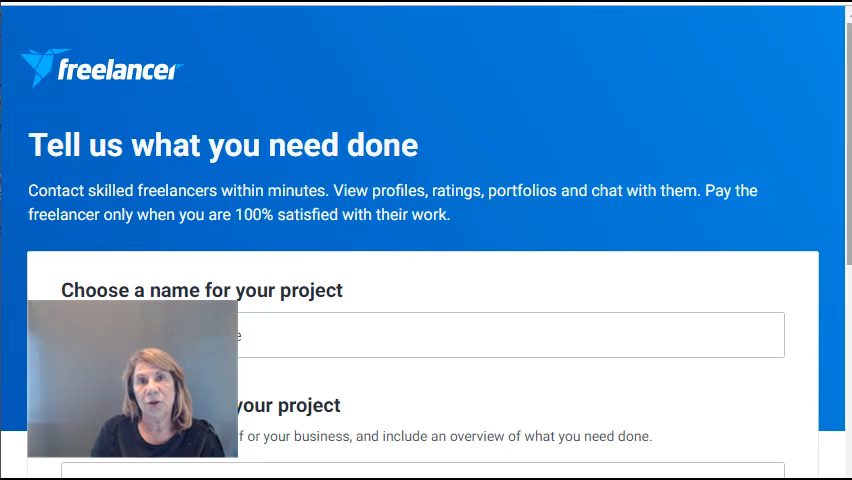 freelancer
Tell us what you need done
Contact skilled freelancers within minutes. View profiles, ratings, portfolios and chat with them. Pay the
freelancer only when you are 100% satisfied with their work.
Choose a name for your project
your project
or your business, and include an overview of what you need done.